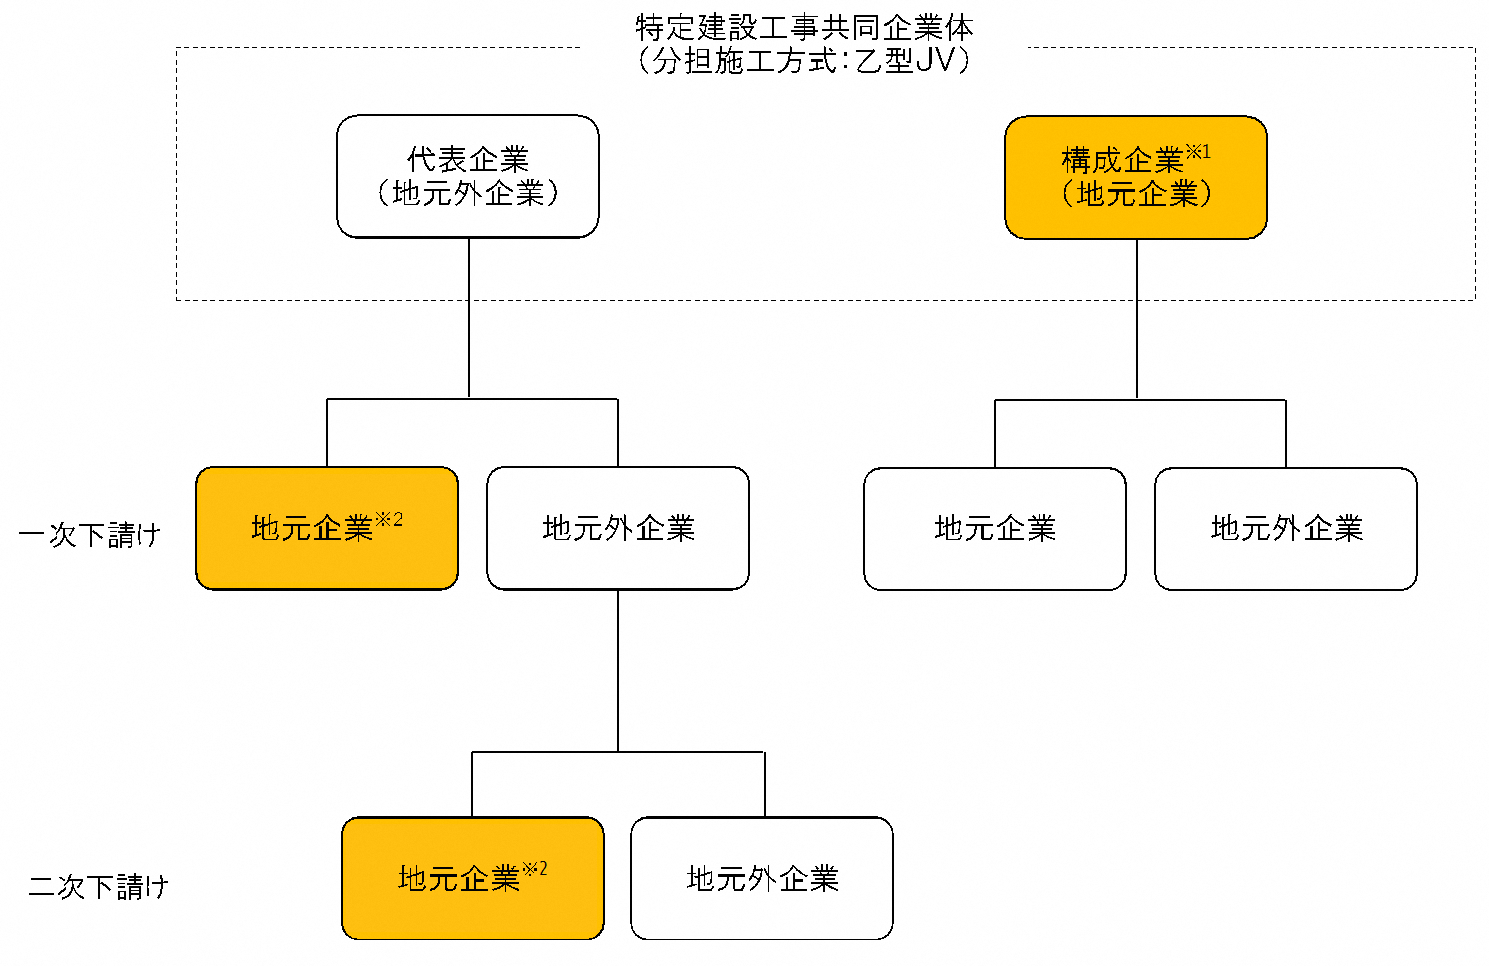 特定建設工事共同企業体
（分担施工方式：乙型JV）
代表企業
（地元外企業）
構成企業※1
（地元企業）
一次下請け
地元企業※2
地元外企業
地元企業
地元外企業
二次下請け
地元企業※2
地元外企業